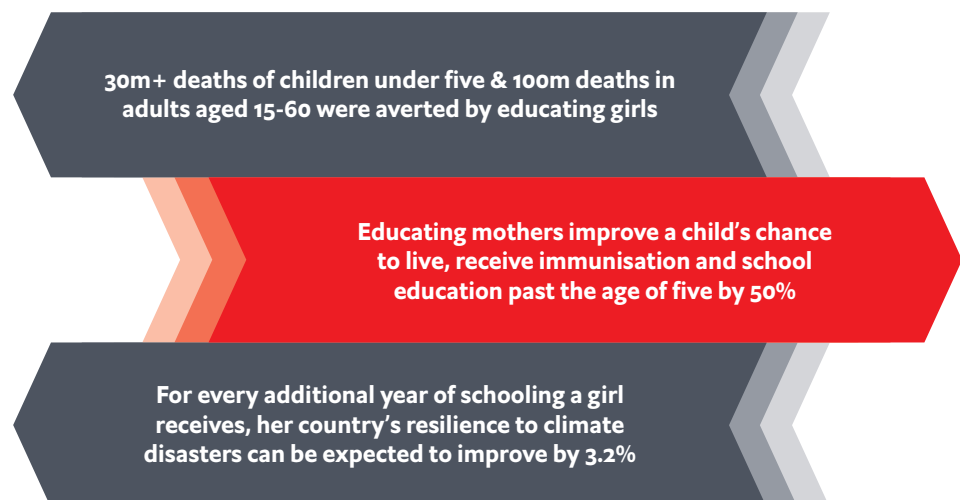 30m+ deaths of children under five & 100m deaths in
adults aged 15-60 were averted by educating girls
Educating mothers improve a child’s chance
to live, receive immunisation and school
education past the age of five by 50%
For every additional year of schooling a girl
receives, her country’s resilience to climate
disasters can be expected to improve by 3.2%